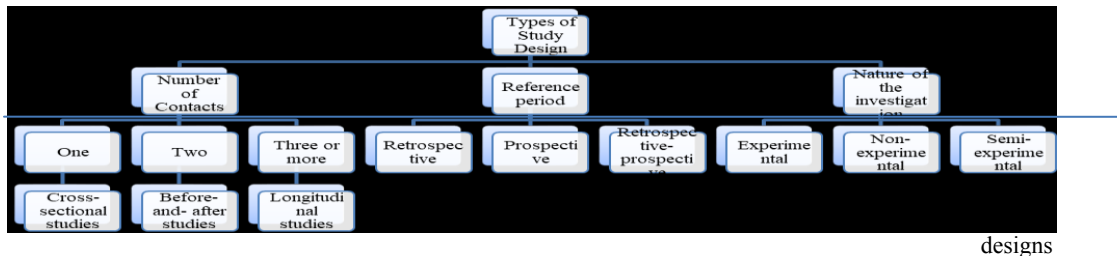 Types of
Study
Design
Number
of
Contacts
Reference
period
Nature of
the
investigat
ion
One
Two
Three or
more
Retrospec
tive
Prospecti
ve
Retrospec
tive-
prospecti
ve
Experime
ntal
Non-
experime
ntal
Semi-
experime
ntal
Cross-
sectional
studies
Before-
and- after
studies
Longitudi
nal
studies
designs